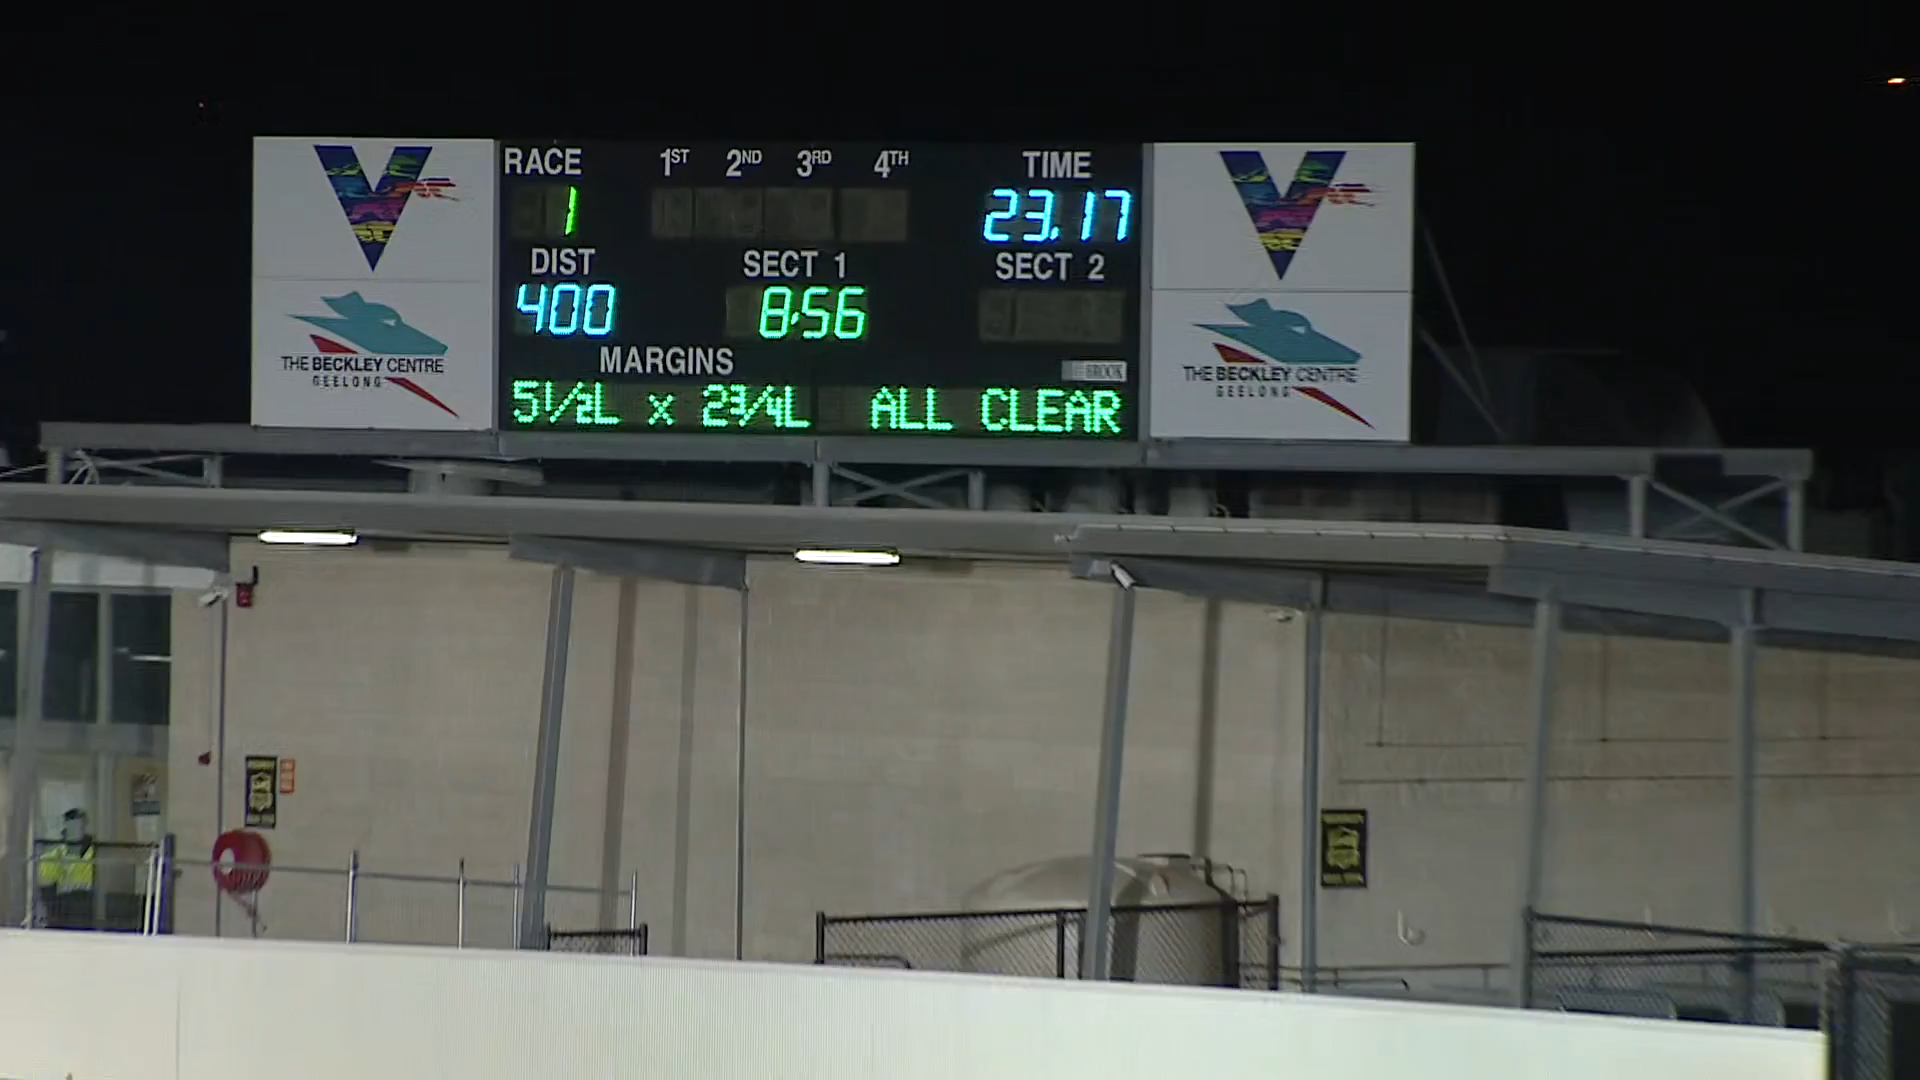 RACE 1ST 2ND 3RD 4TH TIME
1 23.17
DIST SECT 1 SECT 2
400 8.56
MARGINS
BROOK
5½L x 2¾L ALL CLEAR
V
THE BECKLEY CENTRE
GEELONG
V
THE BECKLEY CENTRE
GEELONG